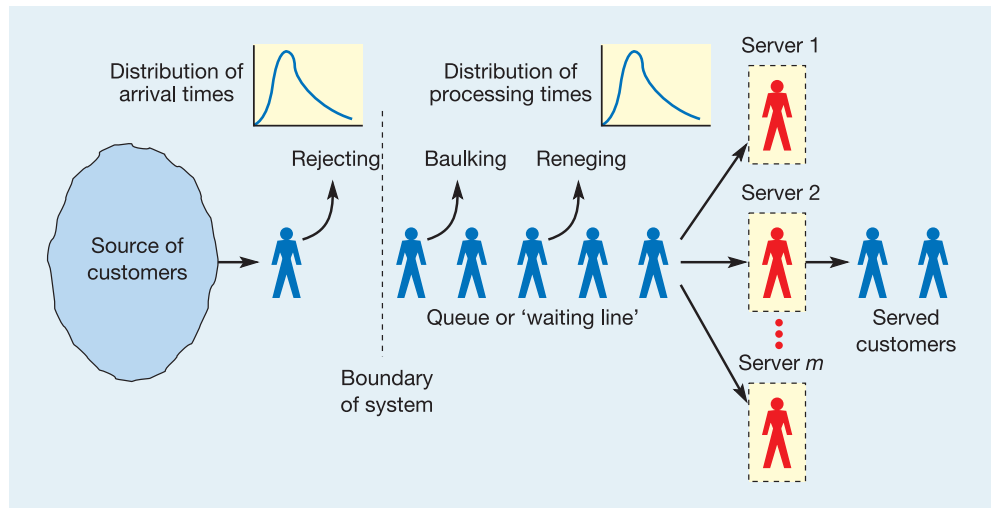 Distribution of
arrival times
Distribution of
processing times
Server 1
Rejecting
Baulking
Reneging
Server 2
Source of
customers
Queue or ‘waiting line’
Served
customers
Boundary
of system
Server m